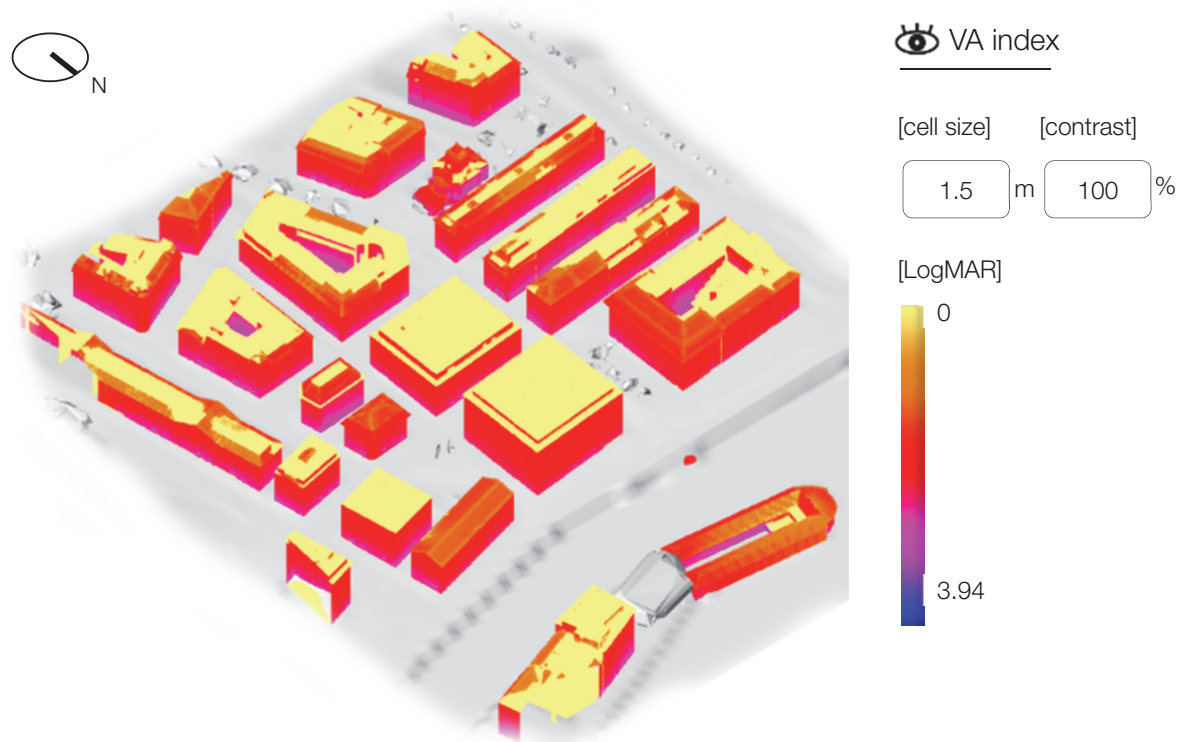 N
VA index
[cell size] [contrast]
1.5 m 100 %
[LogMAR]
0
3.94